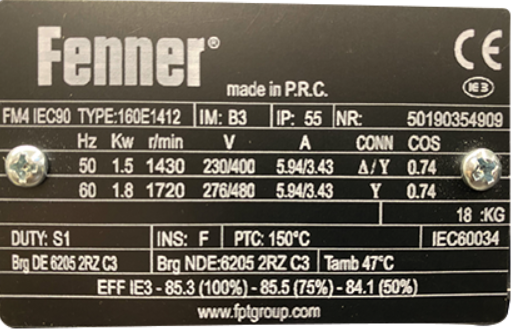 Fenner®
CE
made in P.R.C.
IE3
FM4 IEC90 TYPE:160E1412 IM: B3 IP: 55 NR: 50190354909
Hz Kw r/min V A CONN COS
50 1.5 1430 230/400 5.94/3.43 Δ/Y 0.74
60 1.8 1720 276/480 5.94/3.43 Y 0.74
18 :KG
DUTY: S1 INS: F PTC: 150°C IEC60034
Brg DE 6205 2RZ C3 Brg NDE:6205 2RZ C3 Tamb 47°C
EFF IE3 - 85.3 (100%) - 85.5 (75%) - 84.1 (50%)
www.fptgroup.com